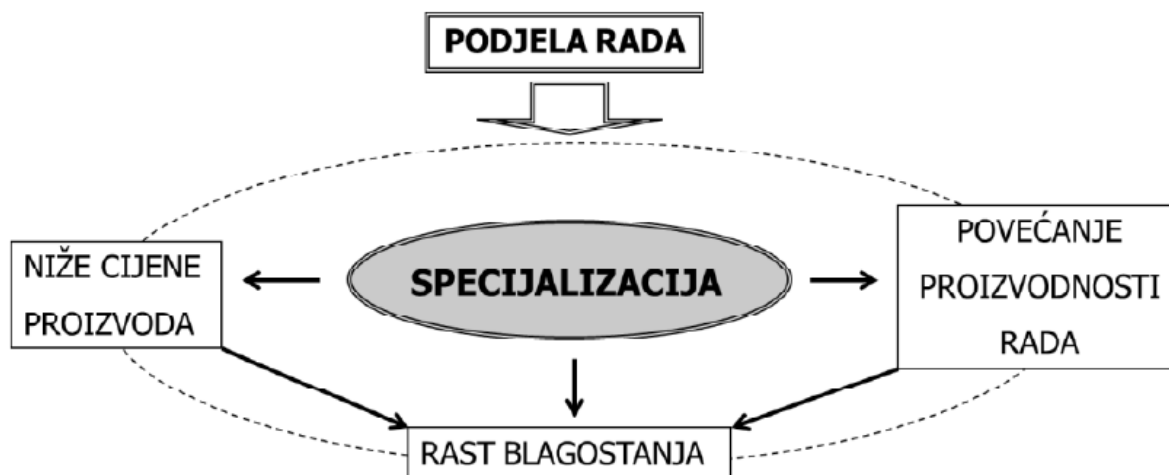 PODJELA RADA
NIŽE CIJENE
PROIZVODA
SPECIJALIZACIJA
POVEĆANJE
PROIZVODNOSTI
RADA
RAST BLAGOSTANJA